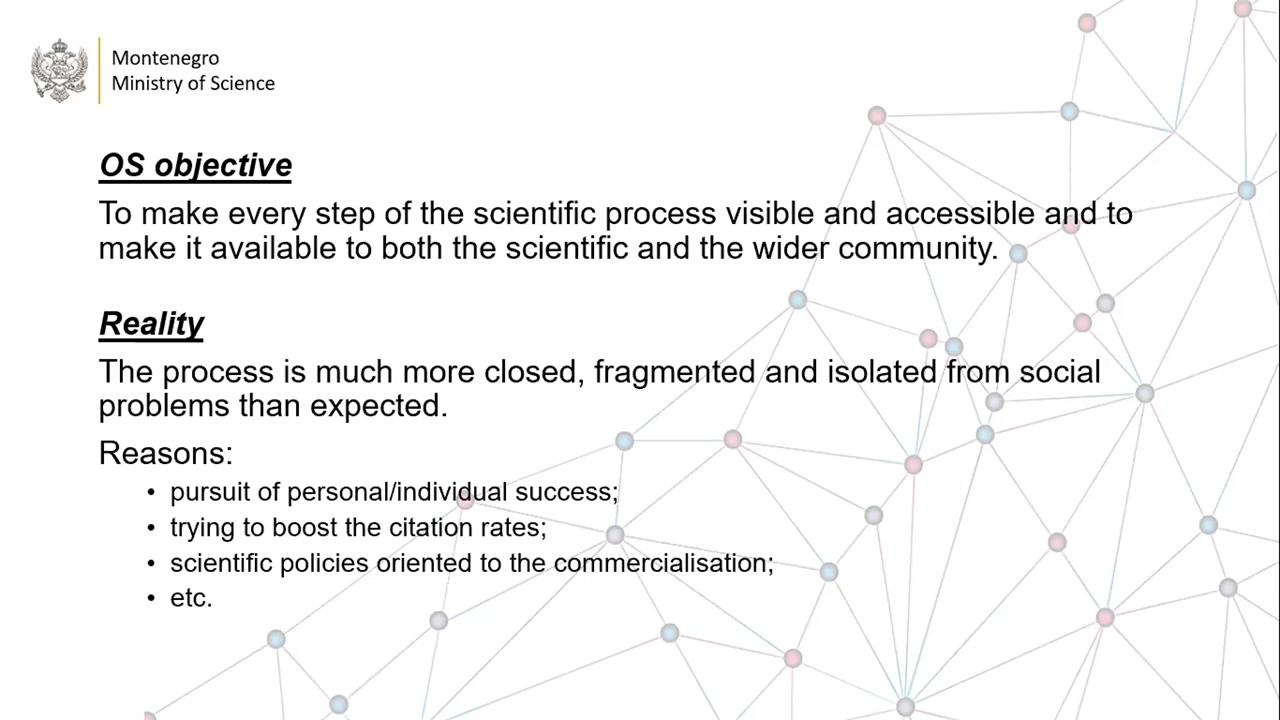 Montenegro
Ministry of Science
OS objective
To make every step of the scientific process visible and accessible and to
make it available to both the scientific and the wider community.
Reality
The process is much more closed, fragmented and isolated from social
problems than expected.
Reasons:
• pursuit of personal/individual success;
• trying to boost the citation rates;
• scientific policies oriented to the commercialisation;
• etc.